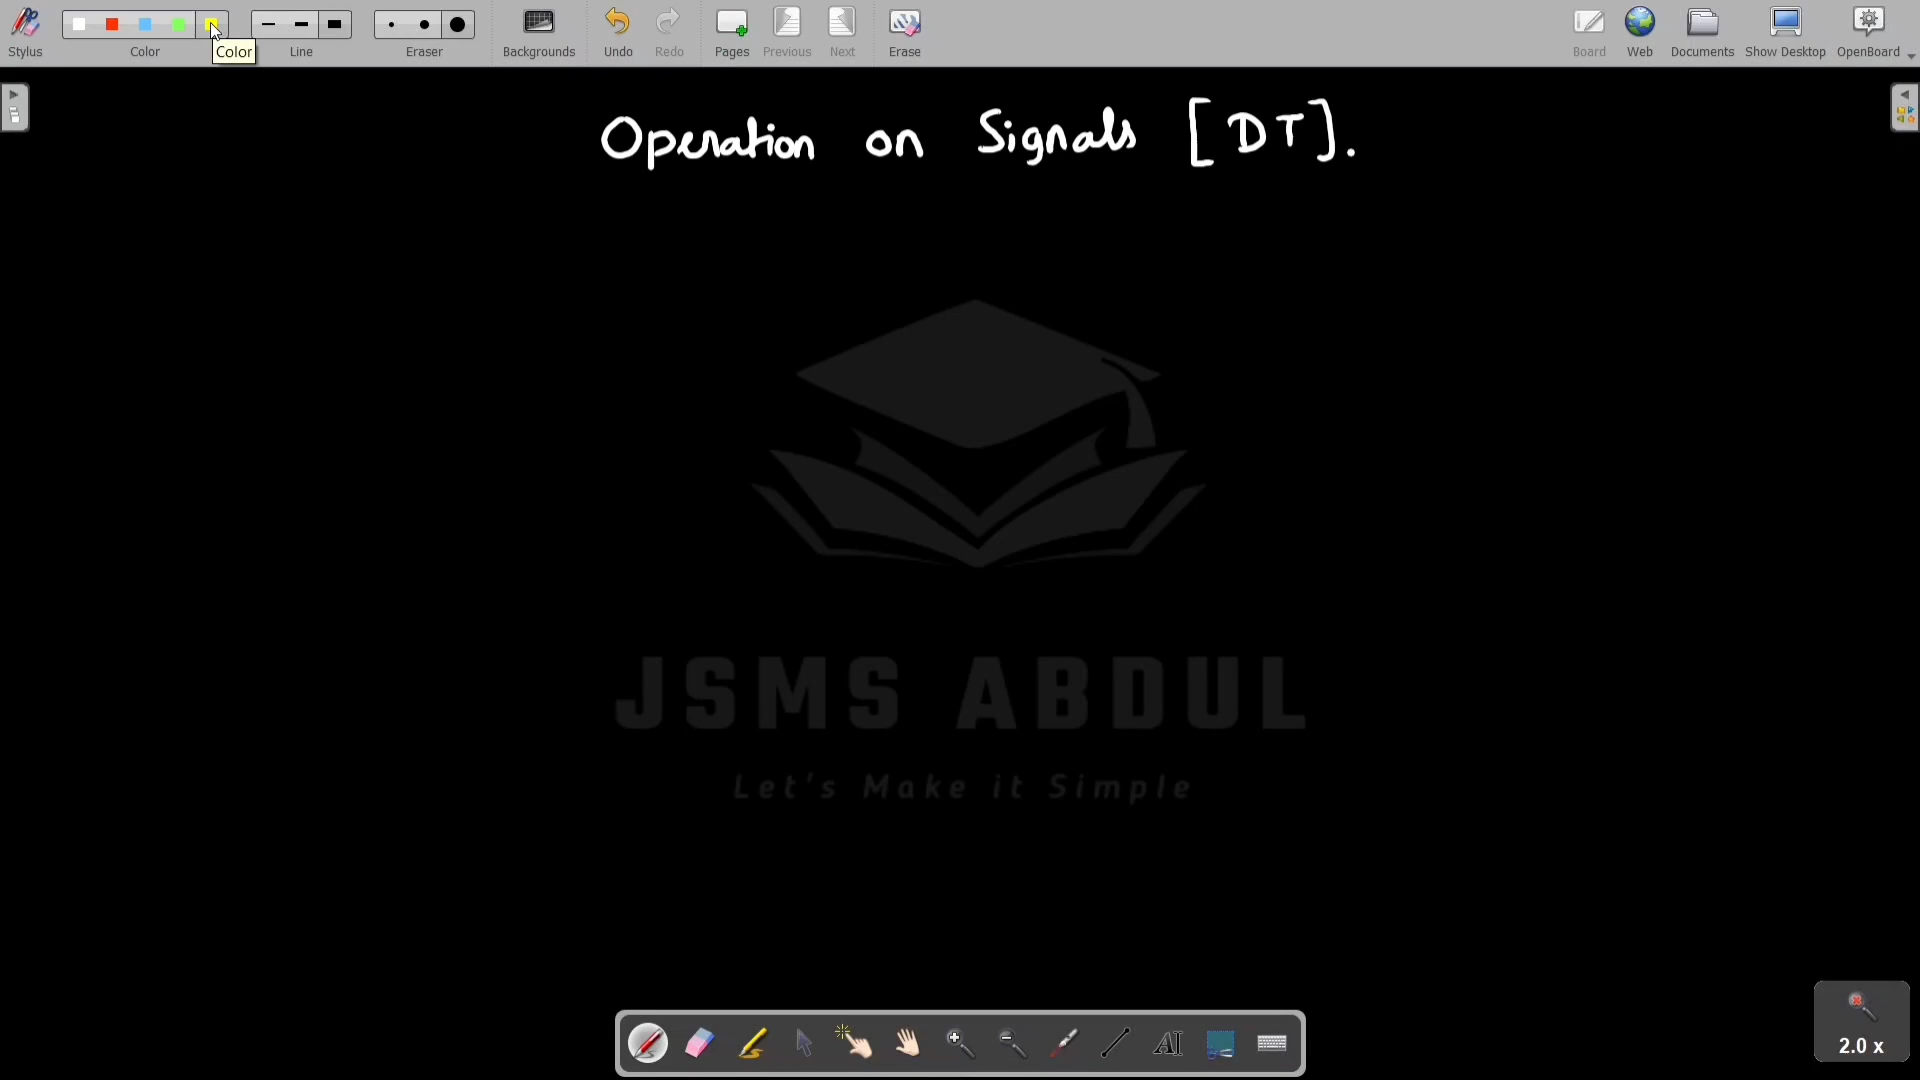 Stylus Color Line Eraser Backgrounds Undo Redo Pages Previous Next Erase Board Web Documents Show Desktop OpenBoard
Color
Operation on Signals [DT].
JSMS ABDUL
Let's Make it Simple
AI
2.0 x